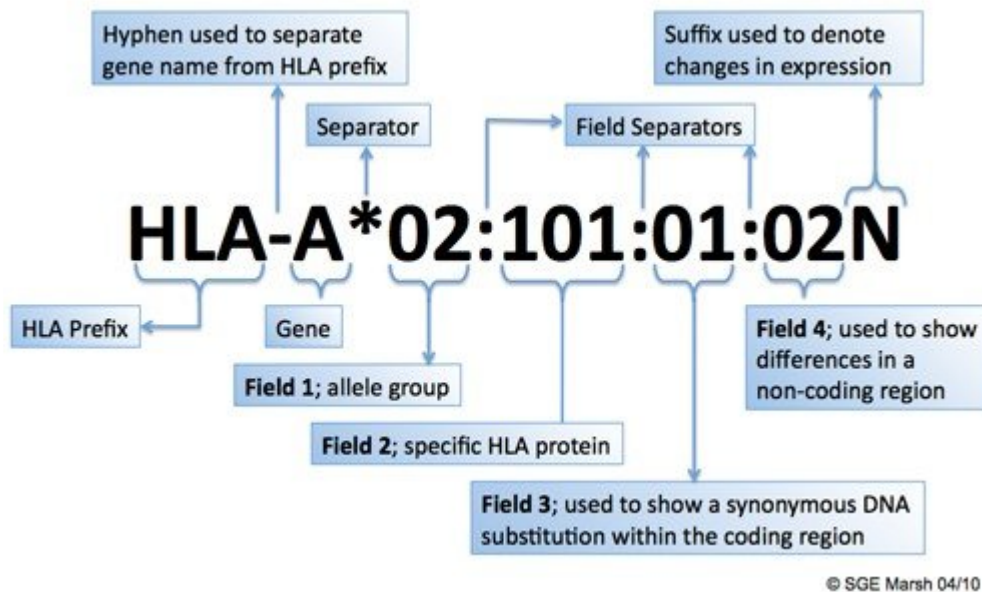 Hyphen used to separate
gene name from HLA prefix
Suffix used to denote
changes in expression
Separator
Field Separators
HLA-A*02:101:01:02N
HLA Prefix
Gene
Field 1; allele group
Field 2; specific HLA protein
Field 3; used to show a synonymous DNA
substitution within the coding region
Field 4; used to show
differences in a
non-coding region
© SGE Marsh 04/10